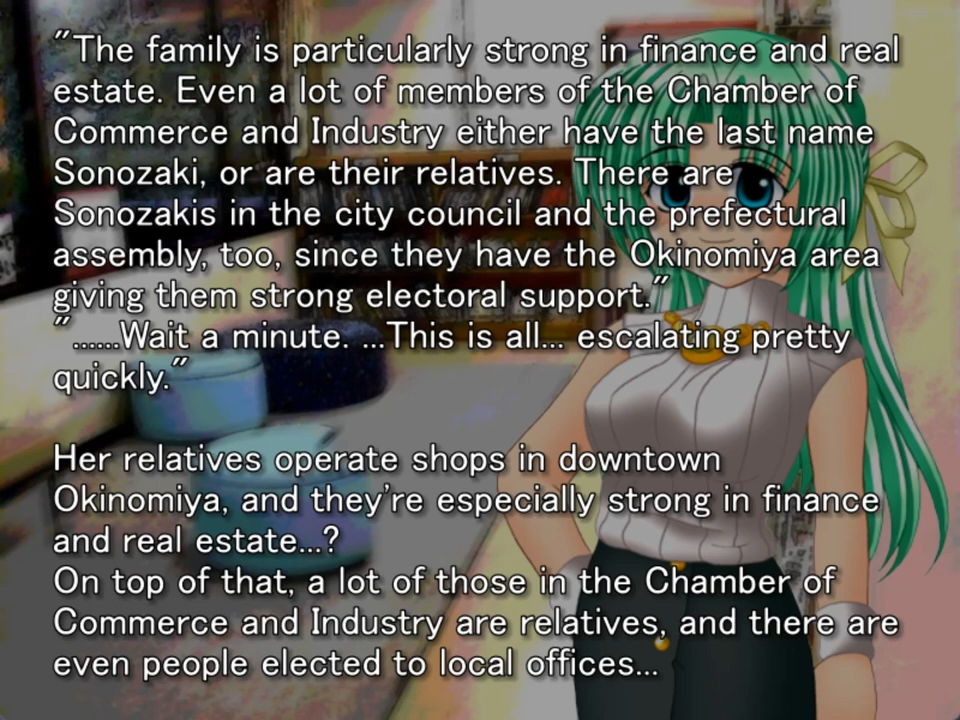 "The family is particularly strong in finance and real
estate. Even a lot of members of the Chamber of
Commerce and Industry either have the last name
Sonozaki, or are their relatives. There are
Sonozakis in the city council and the prefectural
assembly, too, since they have the Okinomiya area
giving them strong electoral support."
"......Wait a minute. ...This is all... escalating pretty
quickly."
Her relatives operate shops in downtown
Okinomiya, and they're especially strong in finance
and real estate...?
On top of that, a lot of those in the Chamber of
Commerce and Industry are relatives, and there are
even people elected to local offices...